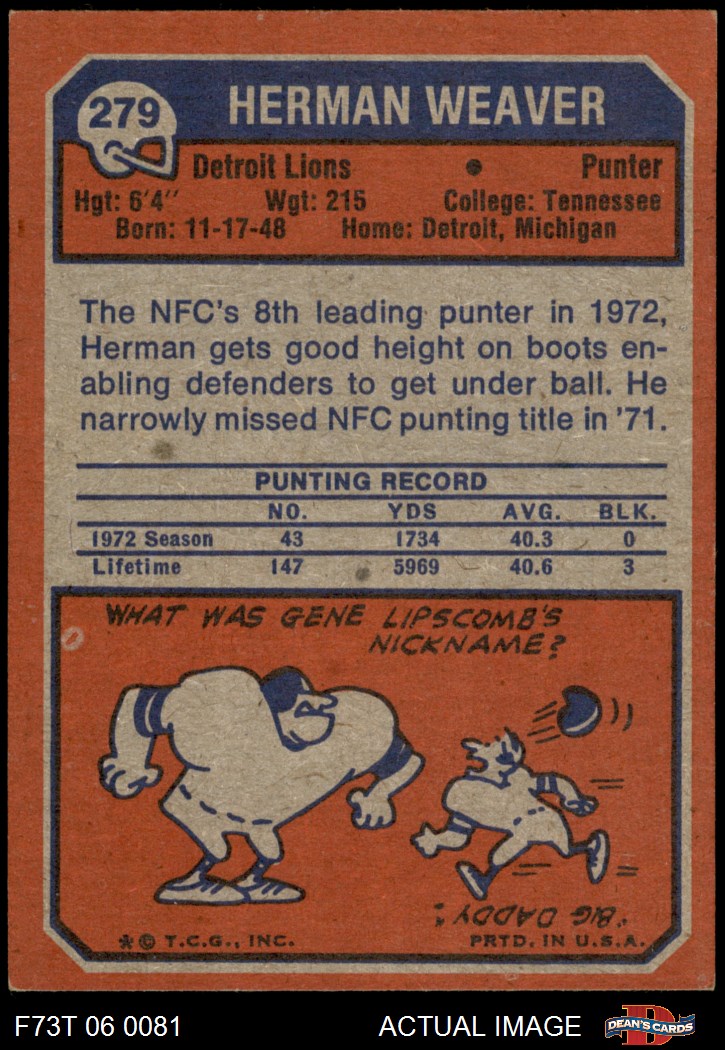 279
HERMAN WEAVER
Detroit Lions • Punter
Hgt: 6'4" Wgt: 215 College: Tennessee
Born: 11-17-48 Home: Detroit, Michigan
The NFC's 8th leading punter in 1972,
Herman gets good height on boots en-
abling defenders to get under ball. He
narrowly missed NFC punting title in '71.
PUNTING RECORD
NO. YDS AVG. BLK.
1972 Season 43 1734 40.3 0
Lifetime 147 5969 40.6 3
WHAT WAS GENE LIPSCOMB'S
NICKNAME?
"BIG DADDY"
* © T.C.G., INC. PRTD. IN U.S.A.
F73T 06 0081 ACTUAL IMAGE
D
DEAN'S CARDS